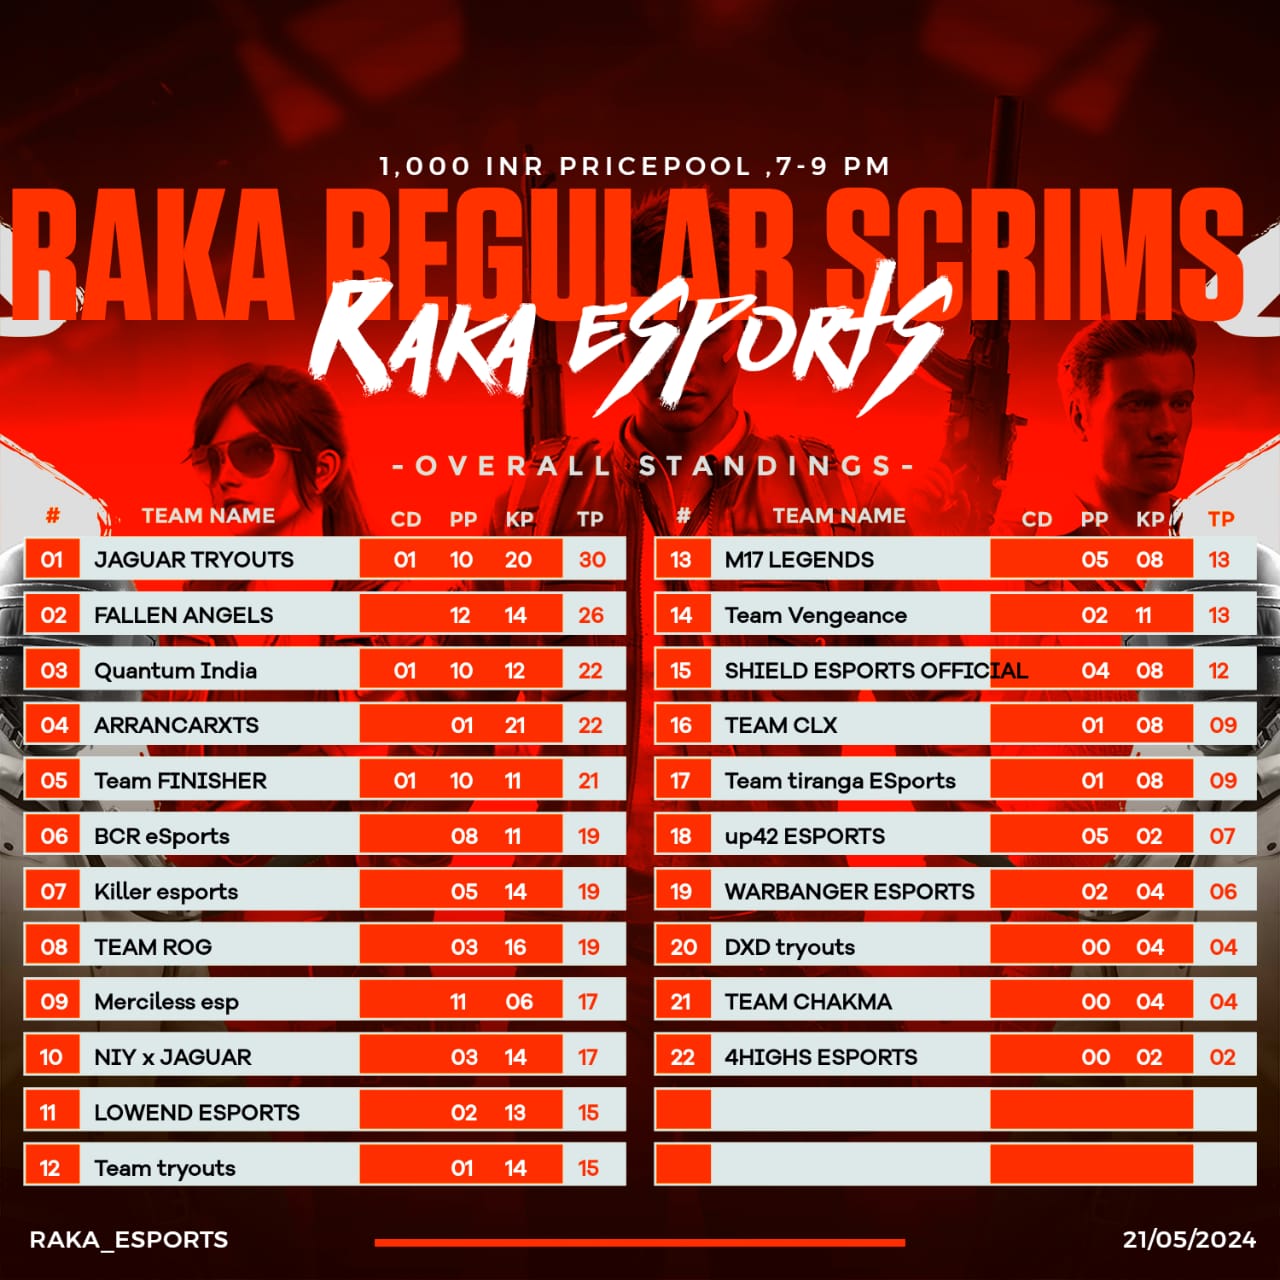 1,000 INR PRICEPOOL ,7-9 PM
RAKA REGULAR SCRIMS
RAKA ESPORTS
-OVERALL STANDINGS-
# TEAM NAME CD PP KP TP
01 JAGUAR TRYOUTS 01 10 20 30
02 FALLEN ANGELS 12 14 26
03 Quantum India 01 10 12 22
04 ARRANCARXTS 01 21 22
05 Team FINISHER 01 10 11 21
06 BCR eSports 08 11 19
07 Killer esports 05 14 19
08 TEAM ROG 03 16 19
09 Merciless esp 11 06 17
10 NIY x JAGUAR 03 14 17
11 LOWEND ESPORTS 02 13 15
12 Team tryouts 01 14 15
# TEAM NAME CD PP KP TP
13 M17 LEGENDS 05 08 13
14 Team Vengeance 02 11 13
15 SHIELD ESPORTS OFFICIAL 04 08 12
16 TEAM CLX 01 08 09
17 Team tiranga ESports 01 08 09
18 up42 ESPORTS 05 02 07
19 WARBANGER ESPORTS 02 04 06
20 DXD tryouts 00 04 04
21 TEAM CHAKMA 00 04 04
22 4HIGHS ESPORTS 00 02 02
RAKA_ESPORTS
21/05/2024